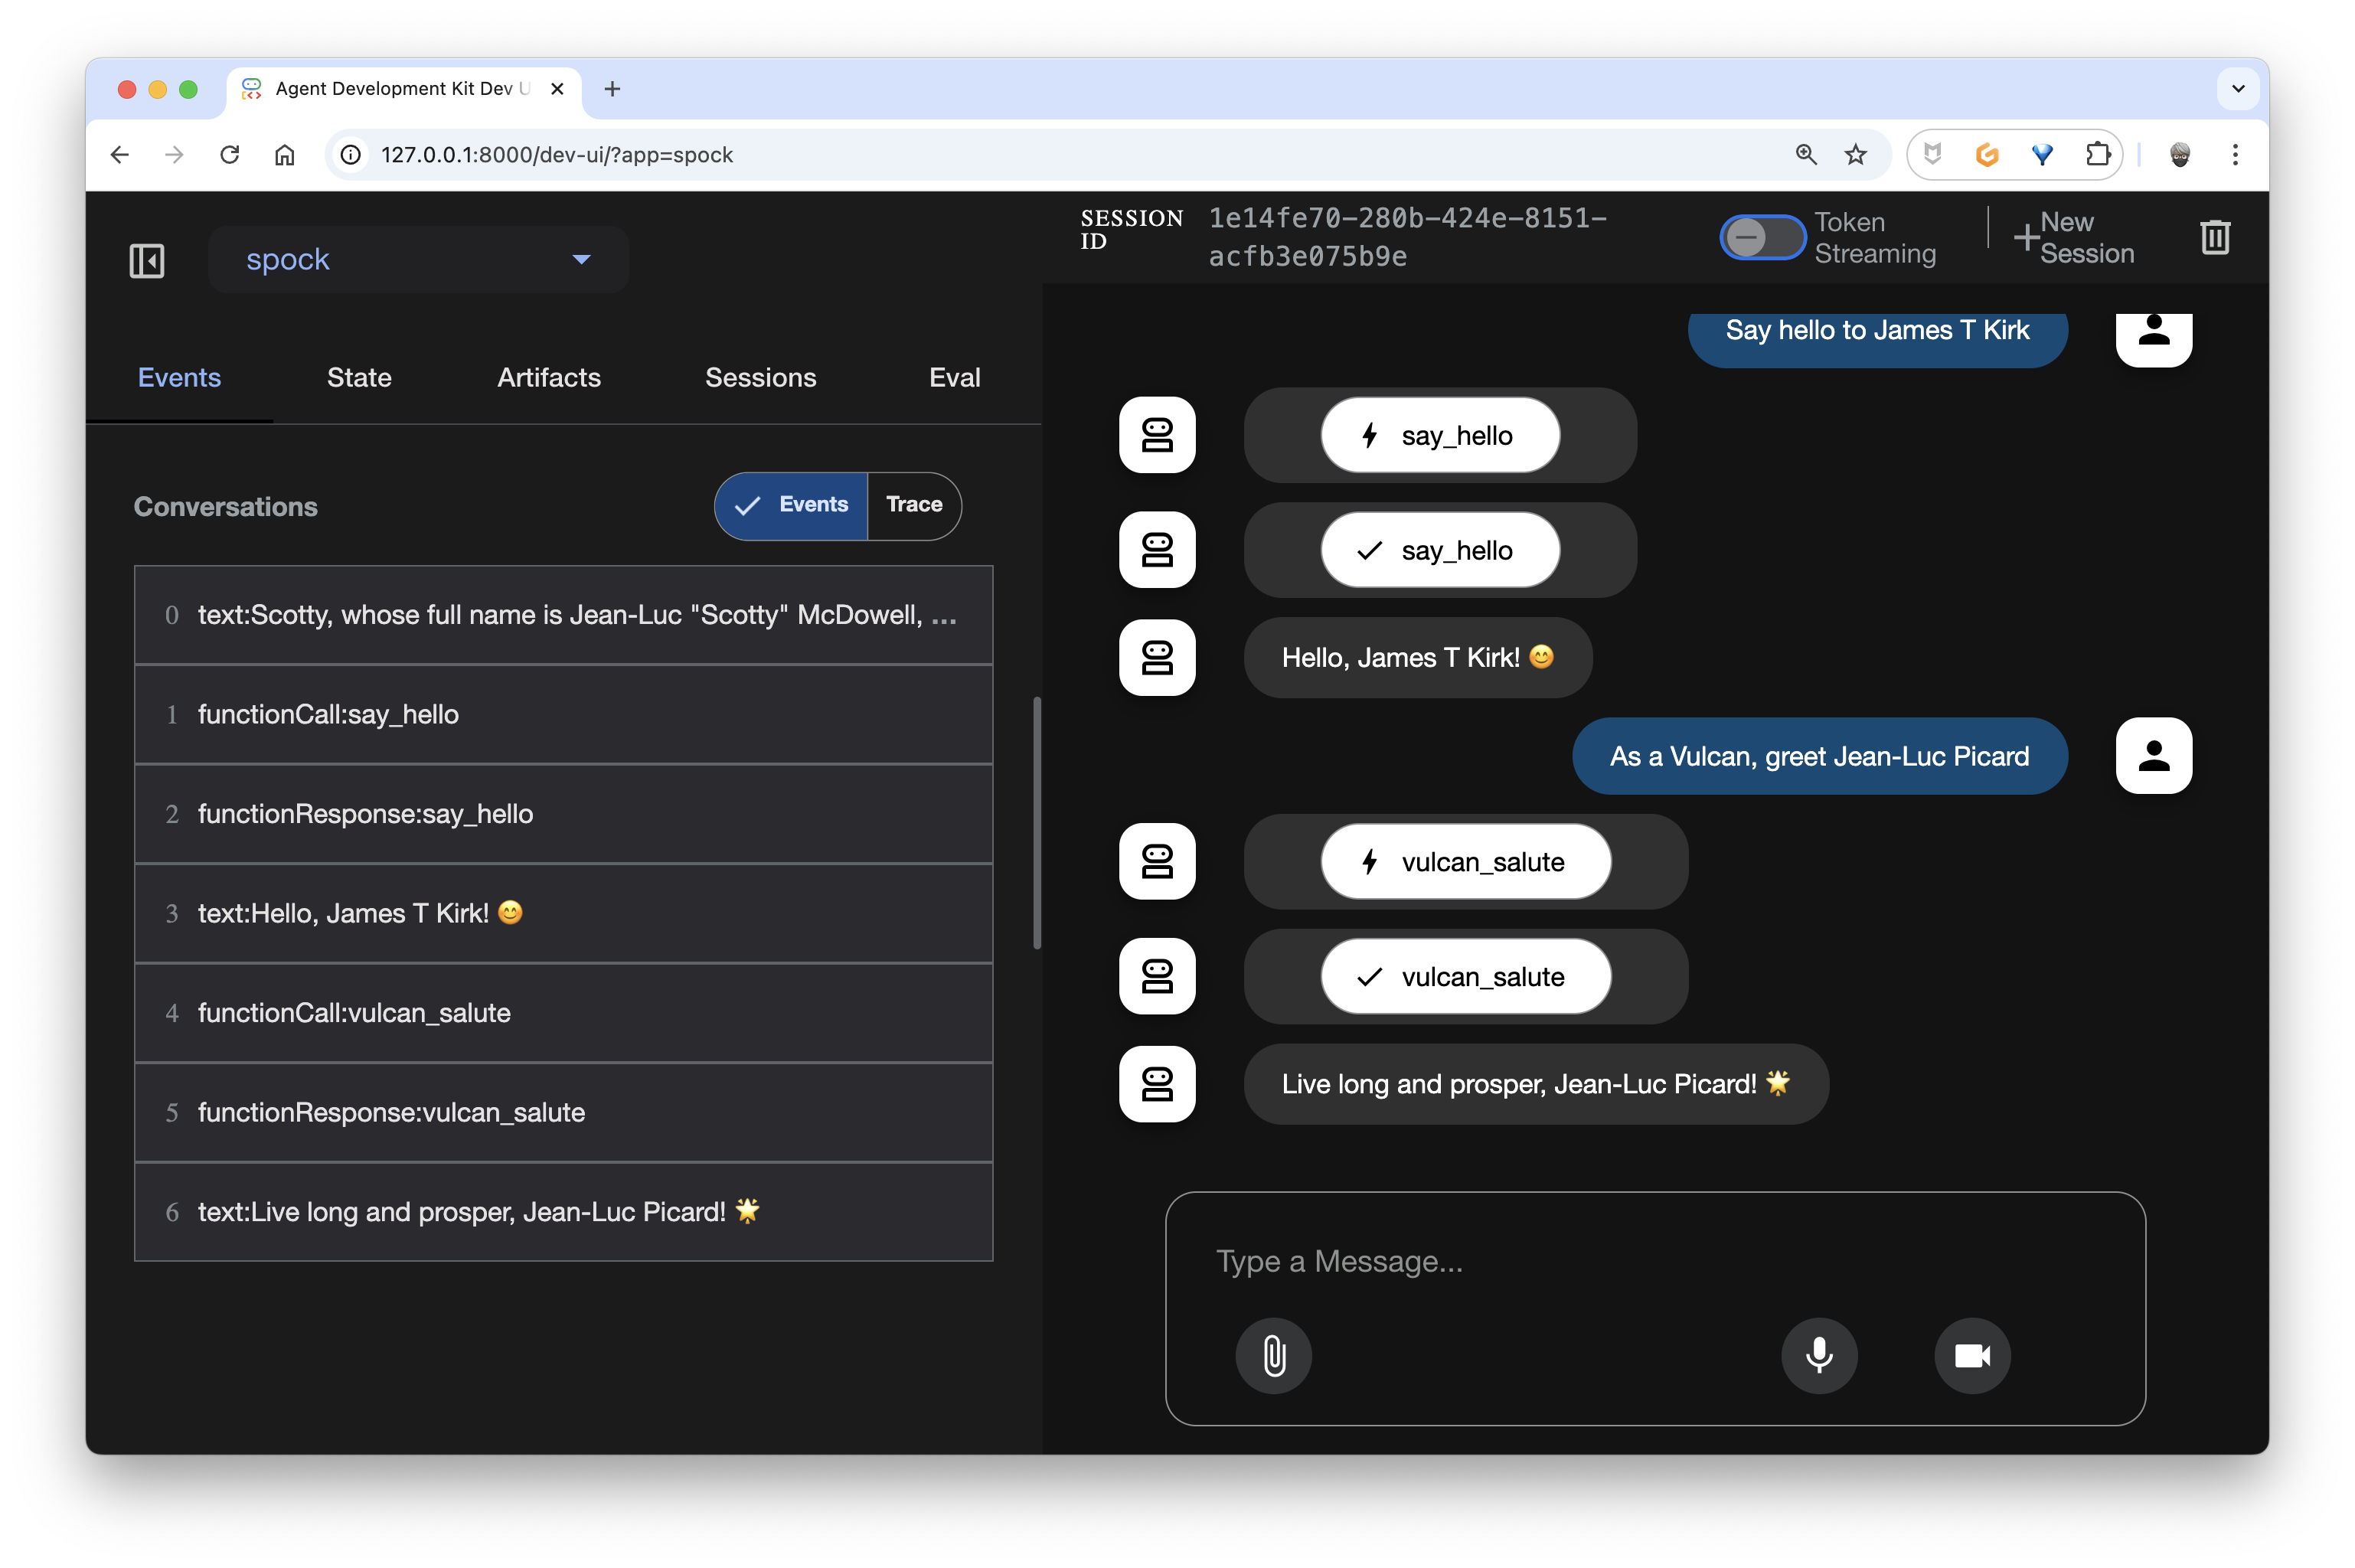 Agent Development Kit Dev U
127.0.0.1:8000/dev-ui/?app=spock
spock
SESSION
ID
1e14fe70-280b-424e-8151-
acfb3e075b9e
Token
Streaming
New
Session
Events
State
Artifacts
Sessions
Eval
Conversations
Events
Trace
0 text:Scotty, whose full name is Jean-Luc "Scotty" McDowell, ...
1 functionCall:say_hello
2 functionResponse:say_hello
3 text:Hello, James T Kirk! 😊
4 functionCall:vulcan_salute
5 functionResponse:vulcan_salute
6 text:Live long and prosper, Jean-Luc Picard! 🌟
Say hello to James T Kirk
say_hello
say_hello
Hello, James T Kirk! 😊
As a Vulcan, greet Jean-Luc Picard
vulcan_salute
vulcan_salute
Live long and prosper, Jean-Luc Picard! 🌟
Type a Message...